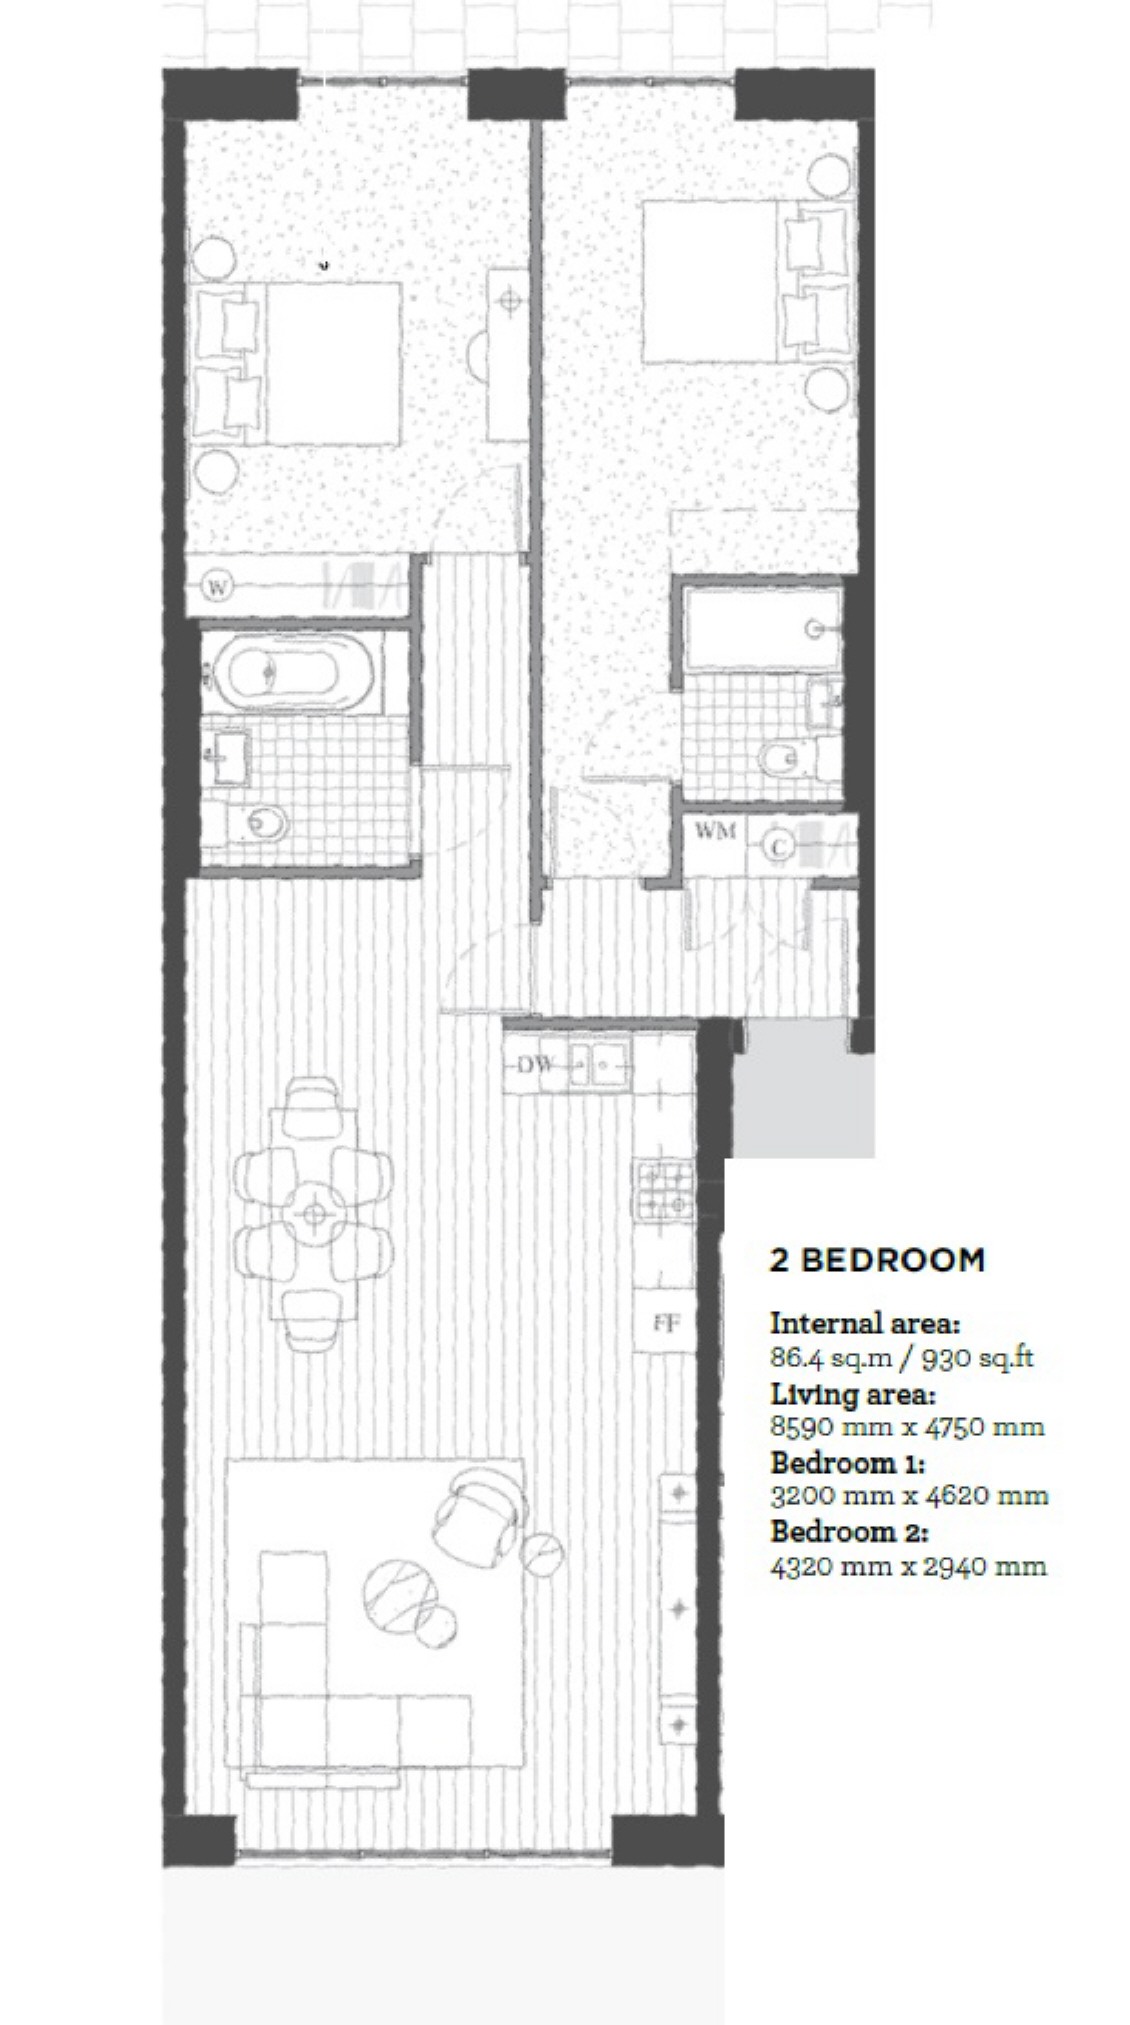 W
WM
C
DW
FF
2 BEDROOM
Internal area:
86.4 sq.m / 930 sq.ft
Living area:
8590 mm x 4750 mm
Bedroom 1:
3200 mm x 4620 mm
Bedroom 2:
4320 mm x 2940 mm